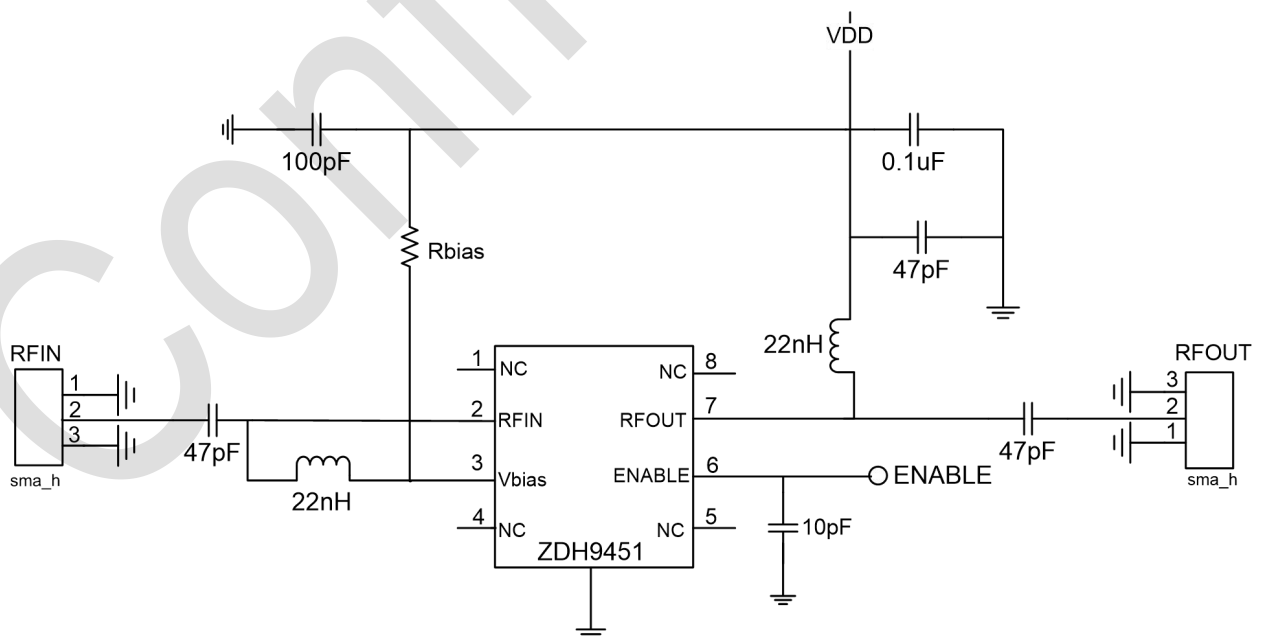 Conf
VDD
100pF
0.1uF
Rbias
47pF
22nH
RFIN
RFOUT
1
2
3
47pF
sma_h
22nH
1
NC
2
RFIN
3
Vbias
4
NC
8
NC
7
RFOUT
6
ENABLE
5
NC
ZDH9451
ENABLE
10pF
47pF
3
2
1
sma_h